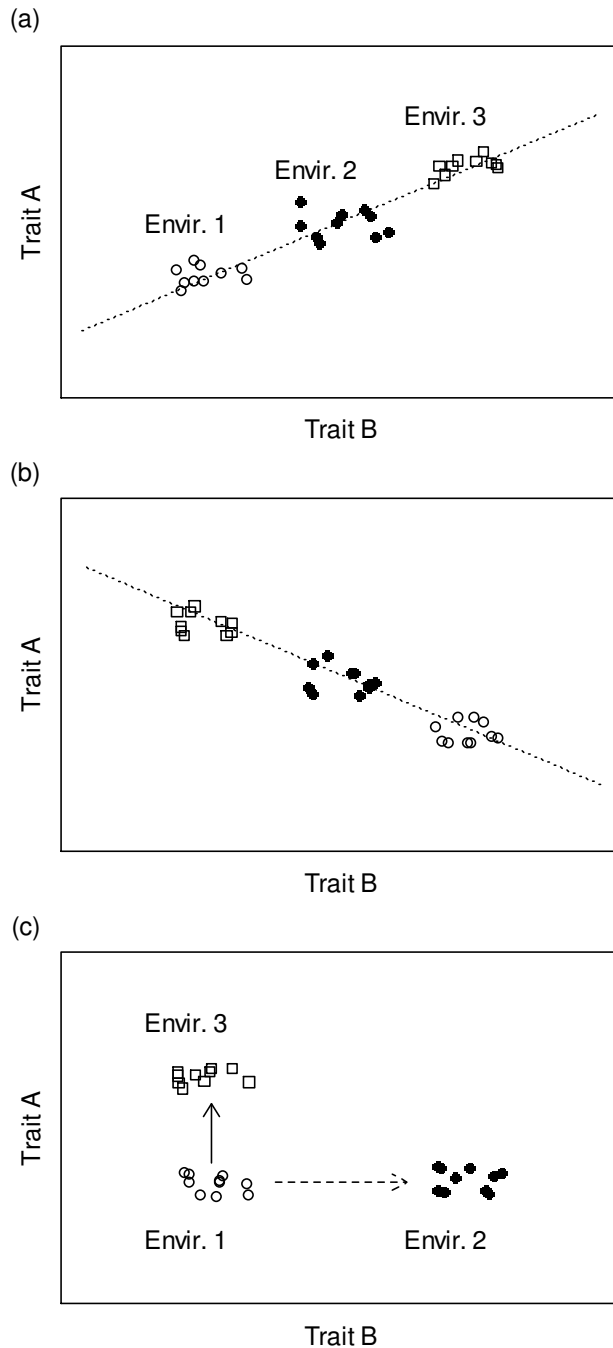 (a)
Envir. 3
Envir. 2
Envir. 1
Trait A
Trait B
(b)
Trait A
Trait B
(c)
Envir. 3
Trait A
Envir. 1
Envir. 2
Trait B